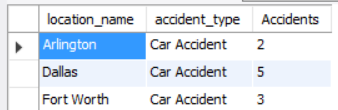 location_name accident_type Accidents
Arlington Car Accident 2
Dallas Car Accident 5
Fort Worth Car Accident 3